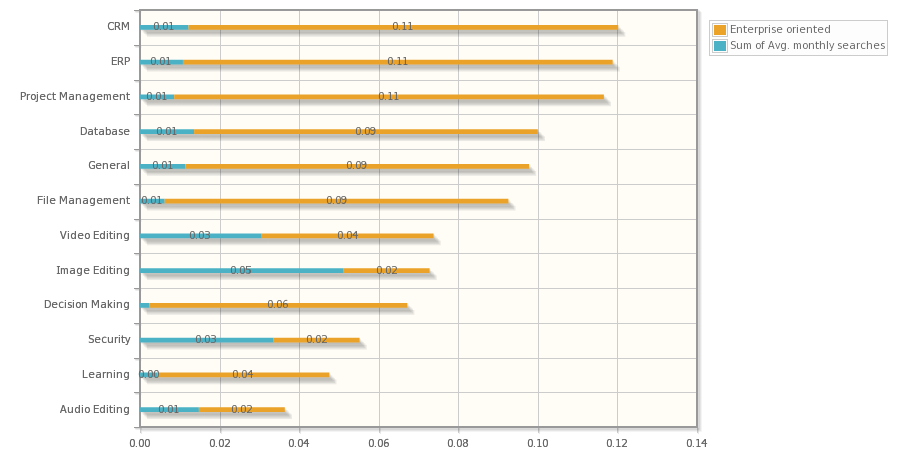 CRM 0.01 0.11
ERP 0.01 0.11
Project Management 0.01 0.11
Database 0.01 0.09
General 0.01 0.09
File Management 0.01 0.09
Video Editing 0.03 0.04
Image Editing 0.05 0.02
Decision Making 0.06
Security 0.03 0.02
Learning 0.00 0.04
Audio Editing 0.01 0.02
0.00 0.02 0.04 0.06 0.08 0.10 0.12 0.14
Enterprise oriented
Sum of Avg. monthly searches